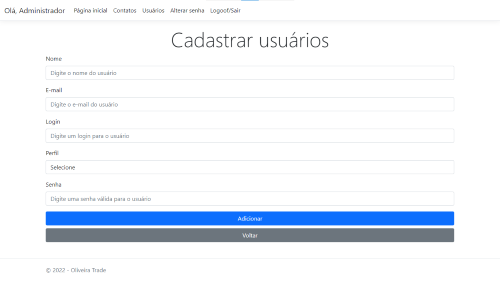 Olá, Administrador Página inicial Contatos Usuários Alterar senha Logoof/Sair
Cadastrar usuários
Nome
Digite o nome do usuário
E-mail
Digite o e-mail do usuário
Login
Digite um login para o usuário
Perfil
Selecione
Senha
Digite uma senha válida para o usuário
Adicionar
Voltar
© 2022 - Oliveira Trade